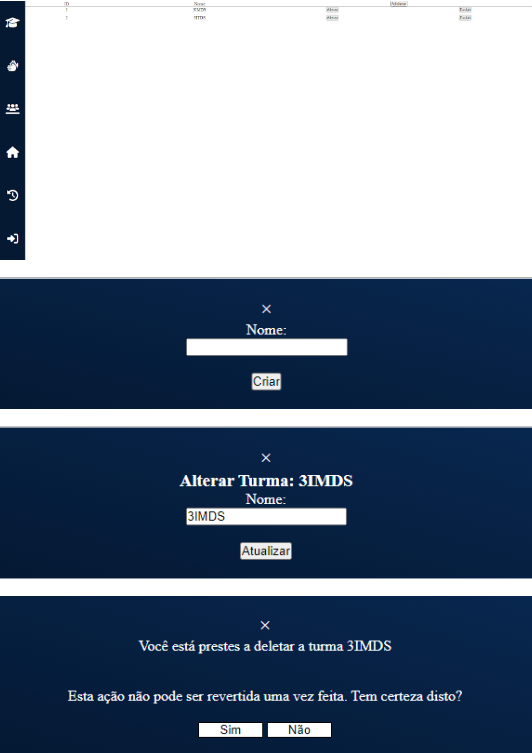 ID Nome Adicionar
1 3IMDS Alterar Excluir
2 3ITDS Alterar Excluir
×
Nome:
Criar
×
Alterar Turma: 3IMDS
Nome:
3IMDS
Atualizar
×
Você está prestes a deletar a turma 3IMDS
Esta ação não pode ser revertida uma vez feita. Tem certeza disto?
Sim Não